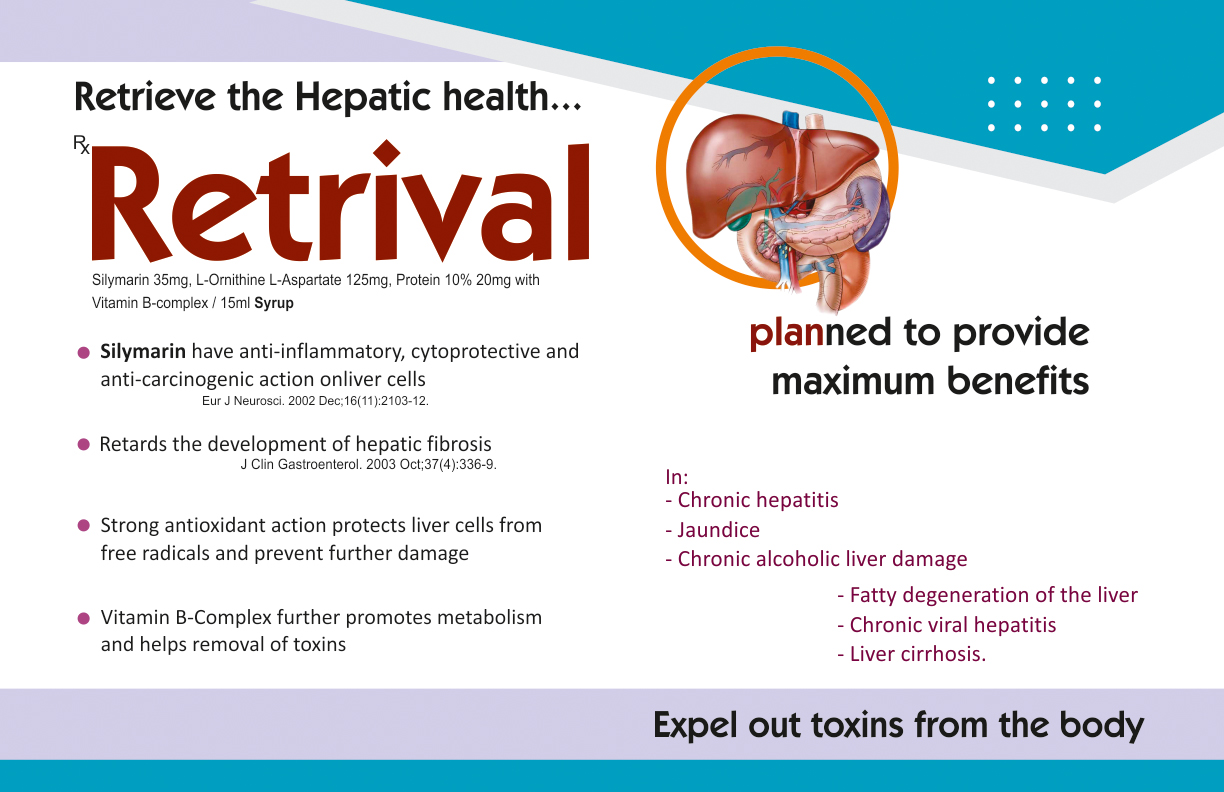 Retrieve the Hepatic health...
Rx
Retrival
Silymarin 35mg, L-Ornithine L-Aspartate 125mg, Protein 10% 20mg with
Vitamin B-complex / 15ml Syrup
Silymarin have anti-inflammatory, cytoprotective and
anti-carcinogenic action onliver cells
Eur J Neurosci. 2002 Dec;16(11):2103-12.
Retards the development of hepatic fibrosis
J Clin Gastroenterol. 2003 Oct;37(4):336-9.
Strong antioxidant action protects liver cells from
free radicals and prevent further damage
Vitamin B-Complex further promotes metabolism
and helps removal of toxins
planned to provide
maximum benefits
In:
- Chronic hepatitis
- Jaundice
- Chronic alcoholic liver damage
- Fatty degeneration of the liver
- Chronic viral hepatitis
- Liver cirrhosis.
Expel out toxins from the body